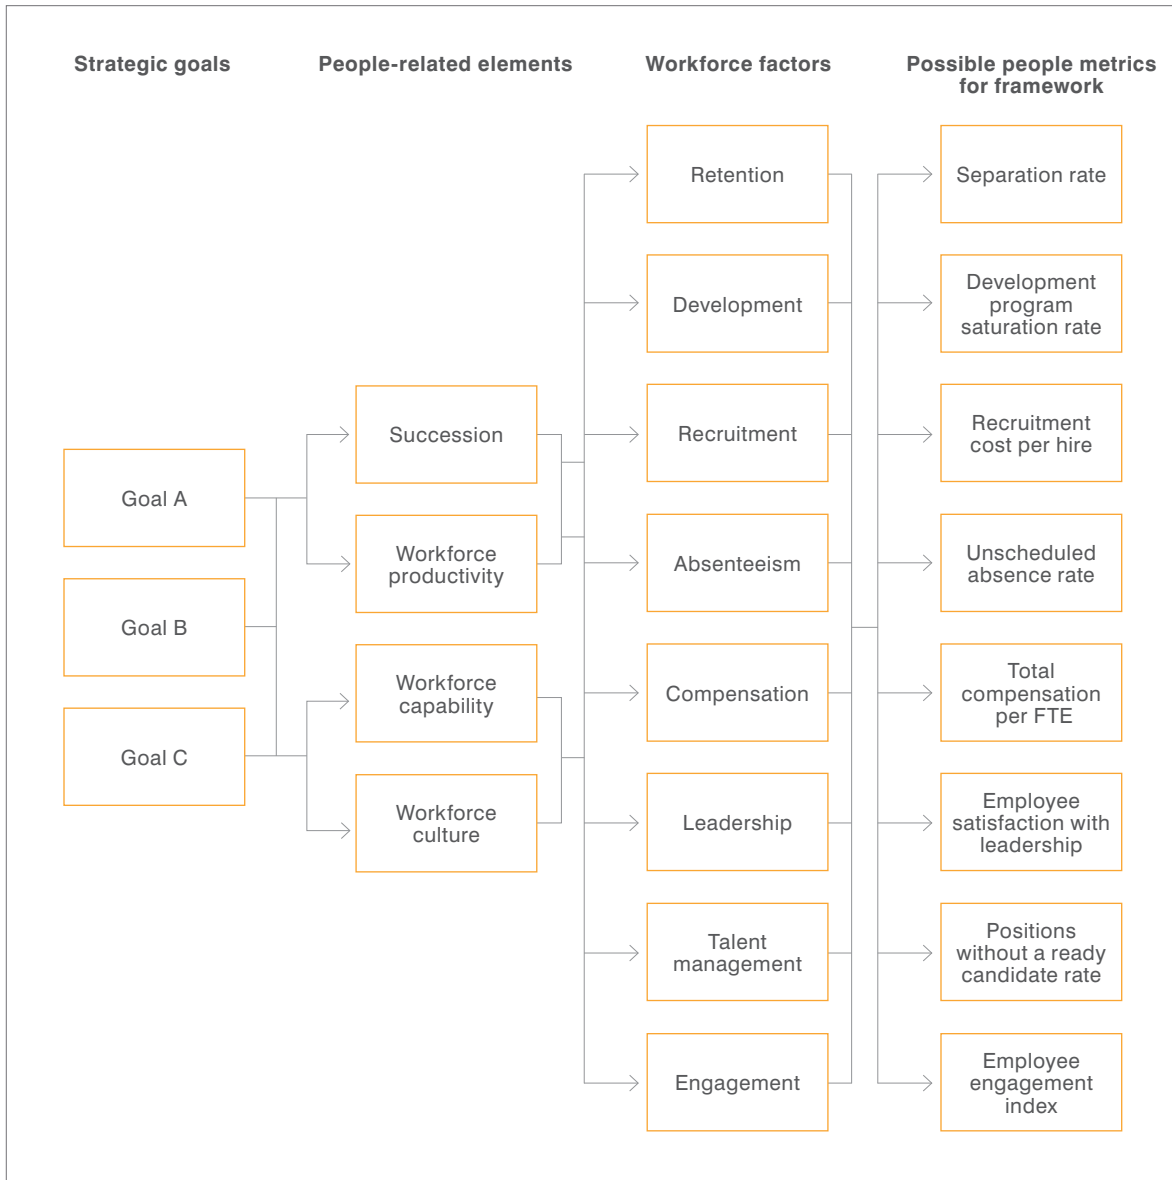 Strategic goals
People-related elements
Workforce factors
Possible people metrics
for framework
Goal A
Goal B
Goal C
Succession
Workforce
productivity
Workforce
capability
Workforce
culture
Retention
Development
Recruitment
Absenteeism
Compensation
Leadership
Talent
management
Engagement
Separation rate
Development
program
saturation rate
Recruitment
cost per hire
Unscheduled
absence rate
Total
compensation
per FTE
Employee
satisfaction with
leadership
Positions
without a ready
candidate rate
Employee
engagement
index